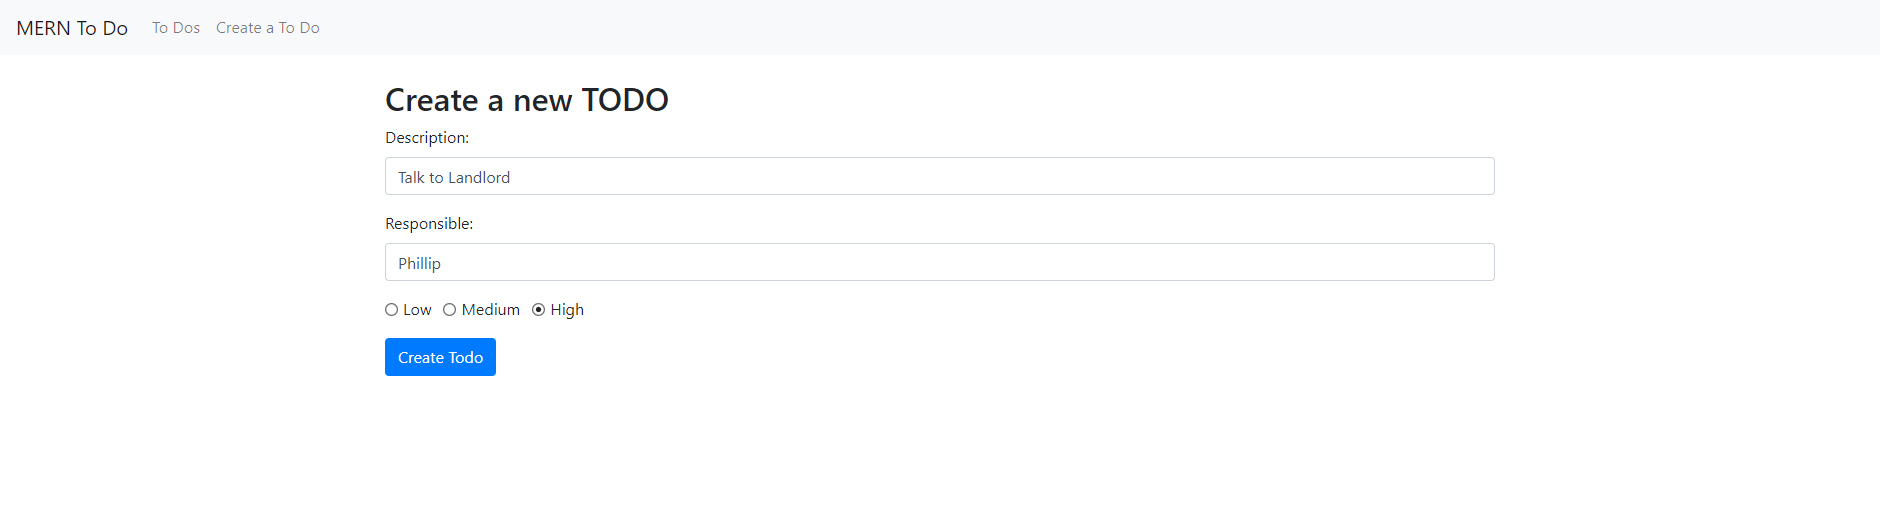 MERN To Do To Dos Create a To Do
Create a new TODO
Description:
Talk to Landlord
Responsible:
Phillip
Low Medium High
Create Todo